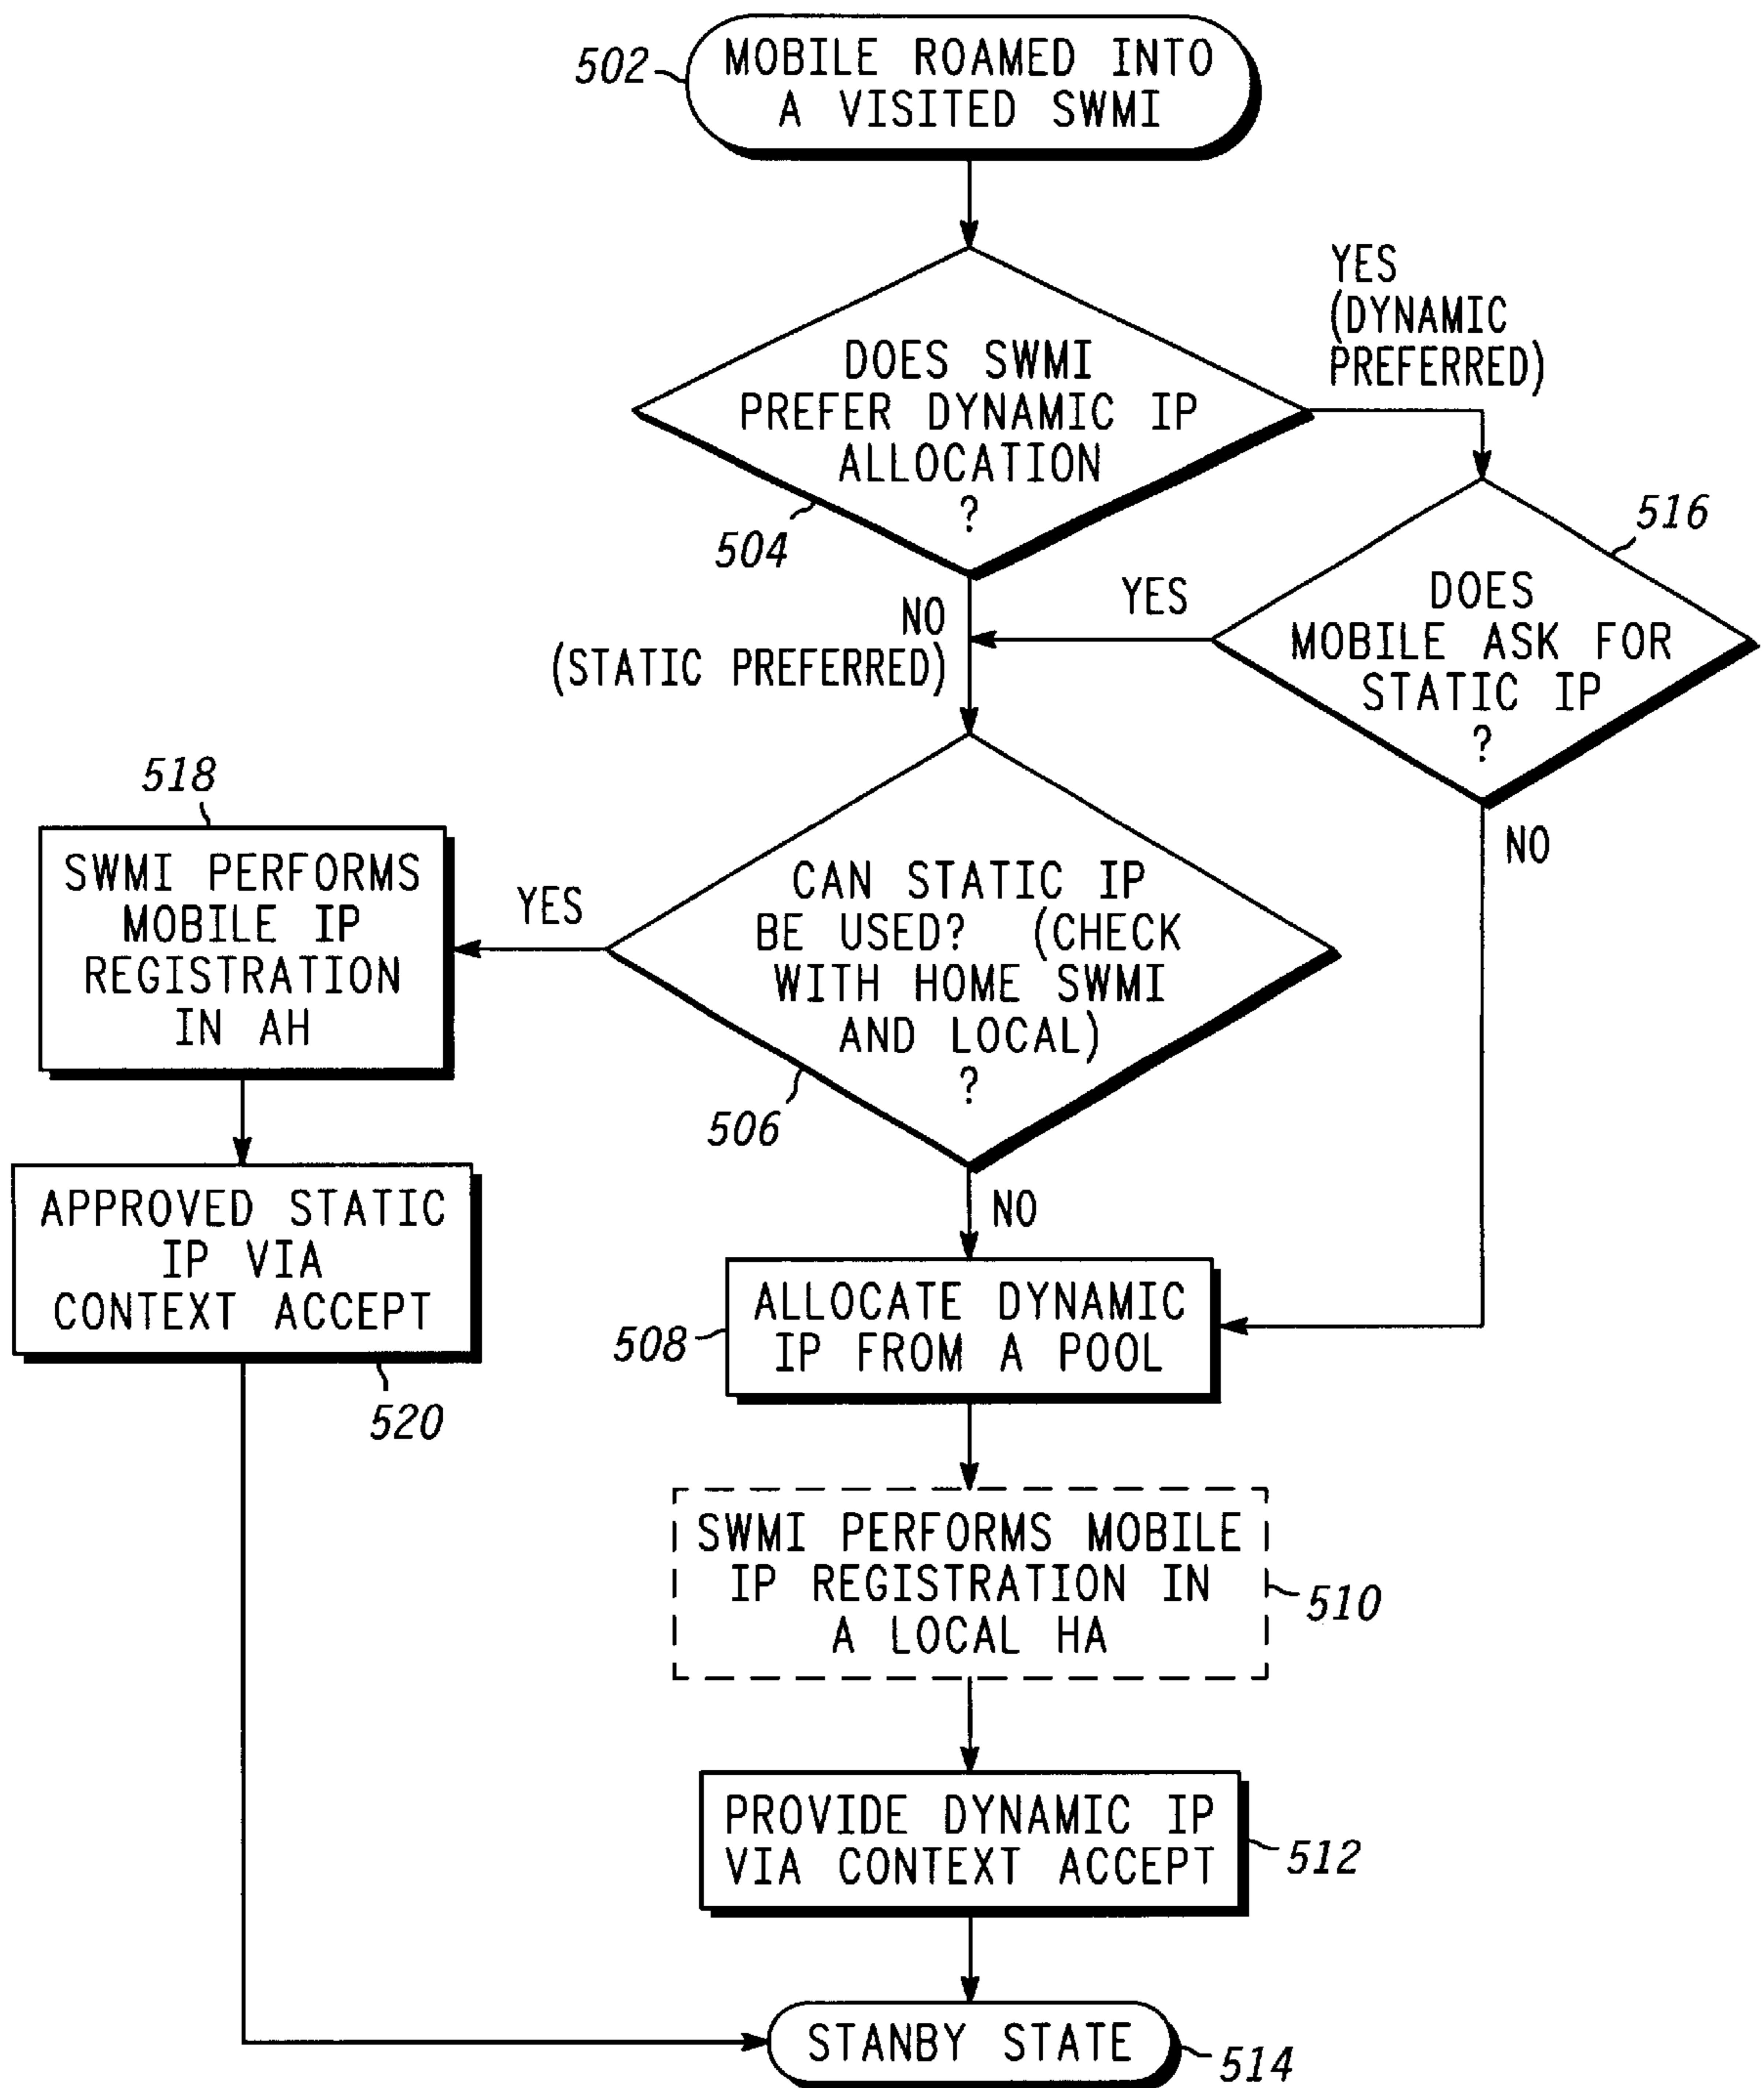 502
MOBILE ROAMED INTO
A VISITED SWMI
YES
(DYNAMIC
PREFERRED)
DOES SWMI
PREFER DYNAMIC IP
ALLOCATION
?
504
516
DOES
MOBILE ASK FOR
STATIC IP
?
YES
NO
(STATIC PREFERRED)
NO
518
SWMI PERFORMS
MOBILE IP
REGISTRATION
IN AH
YES
CAN STATIC IP
BE USED? (CHECK
WITH HOME SWMI
AND LOCAL)
?
506
NO
APPROVED STATIC
IP VIA
CONTEXT ACCEPT
520
508
ALLOCATE DYNAMIC
IP FROM A POOL
SWMI PERFORMS MOBILE
IP REGISTRATION IN
A LOCAL HA
510
PROVIDE DYNAMIC IP
VIA CONTEXT ACCEPT
512
STANBY STATE
514